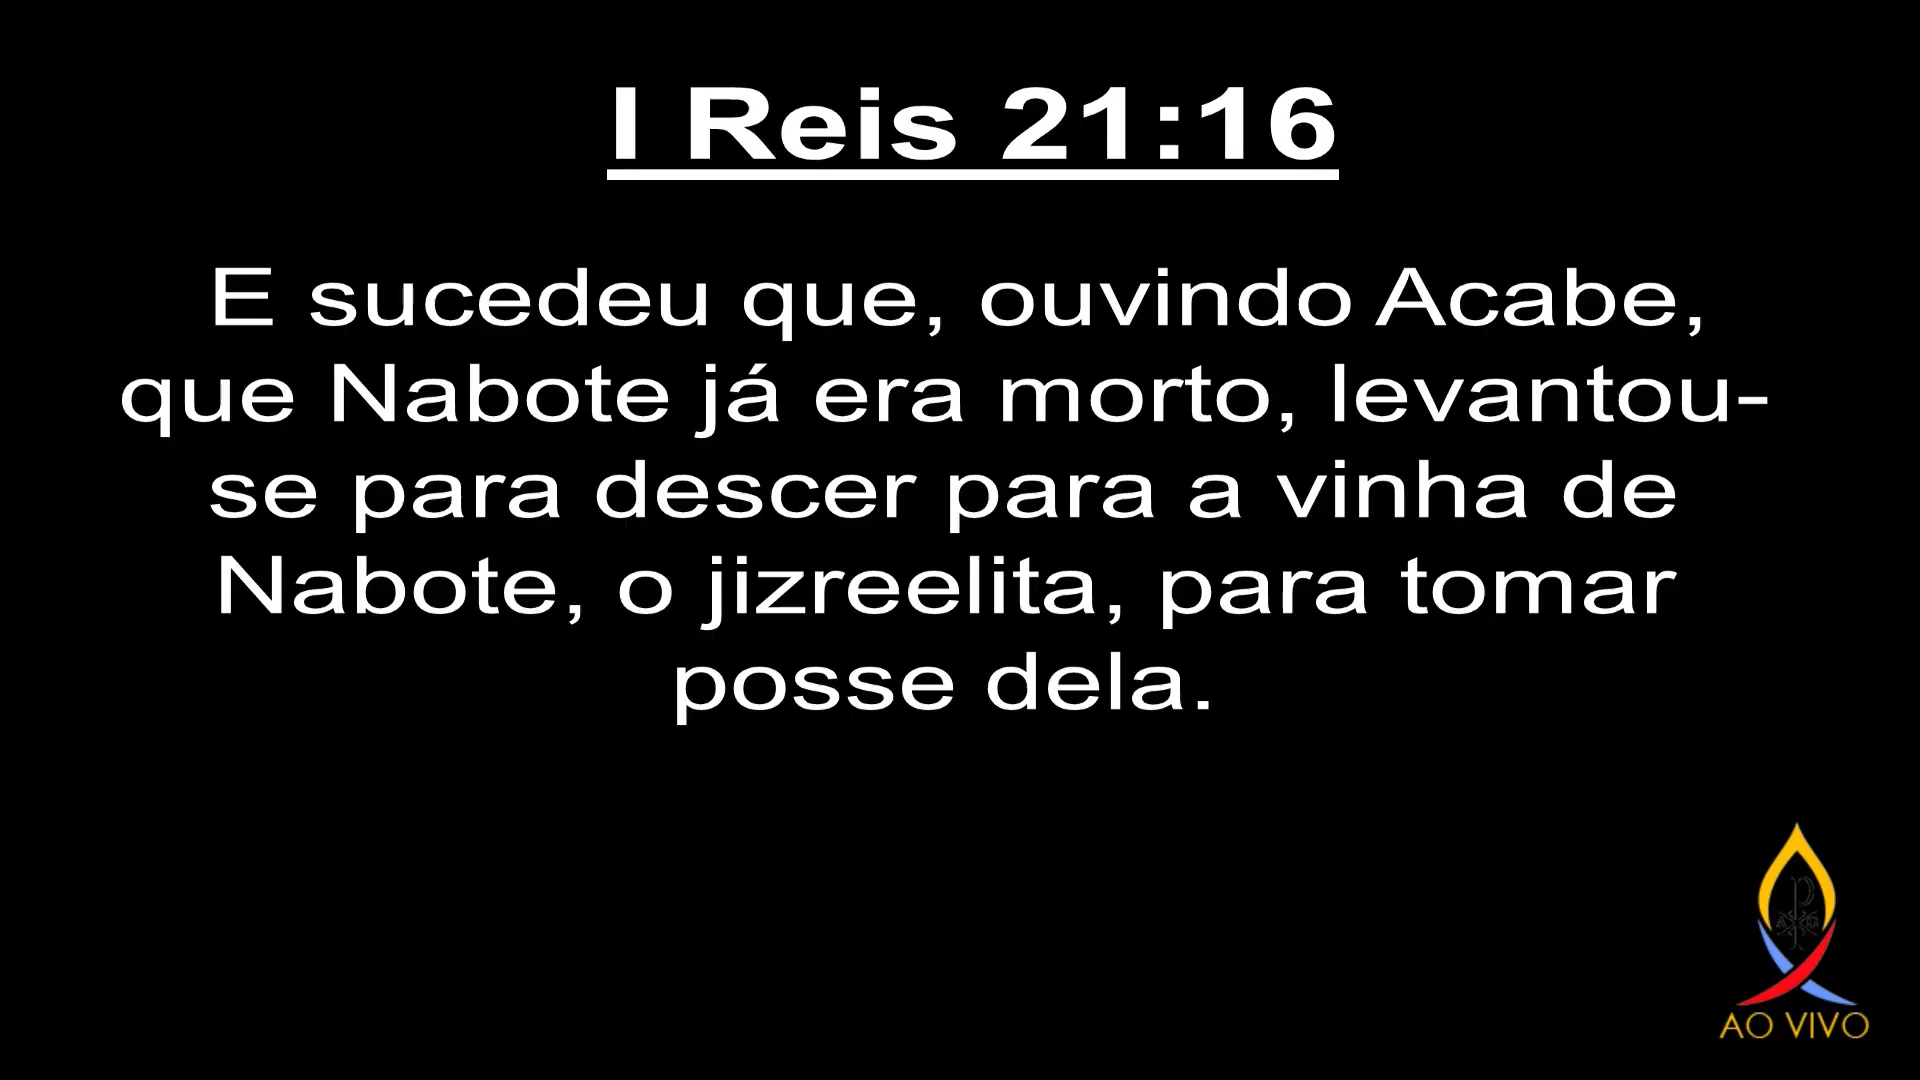 I Reis 21:16
E sucedeu que, ouvindo Acabe,
que Nabote já era morto, levantou-
se para descer para a vinha de
Nabote, o jizreelita, para tomar
posse dela.
AO VIVO